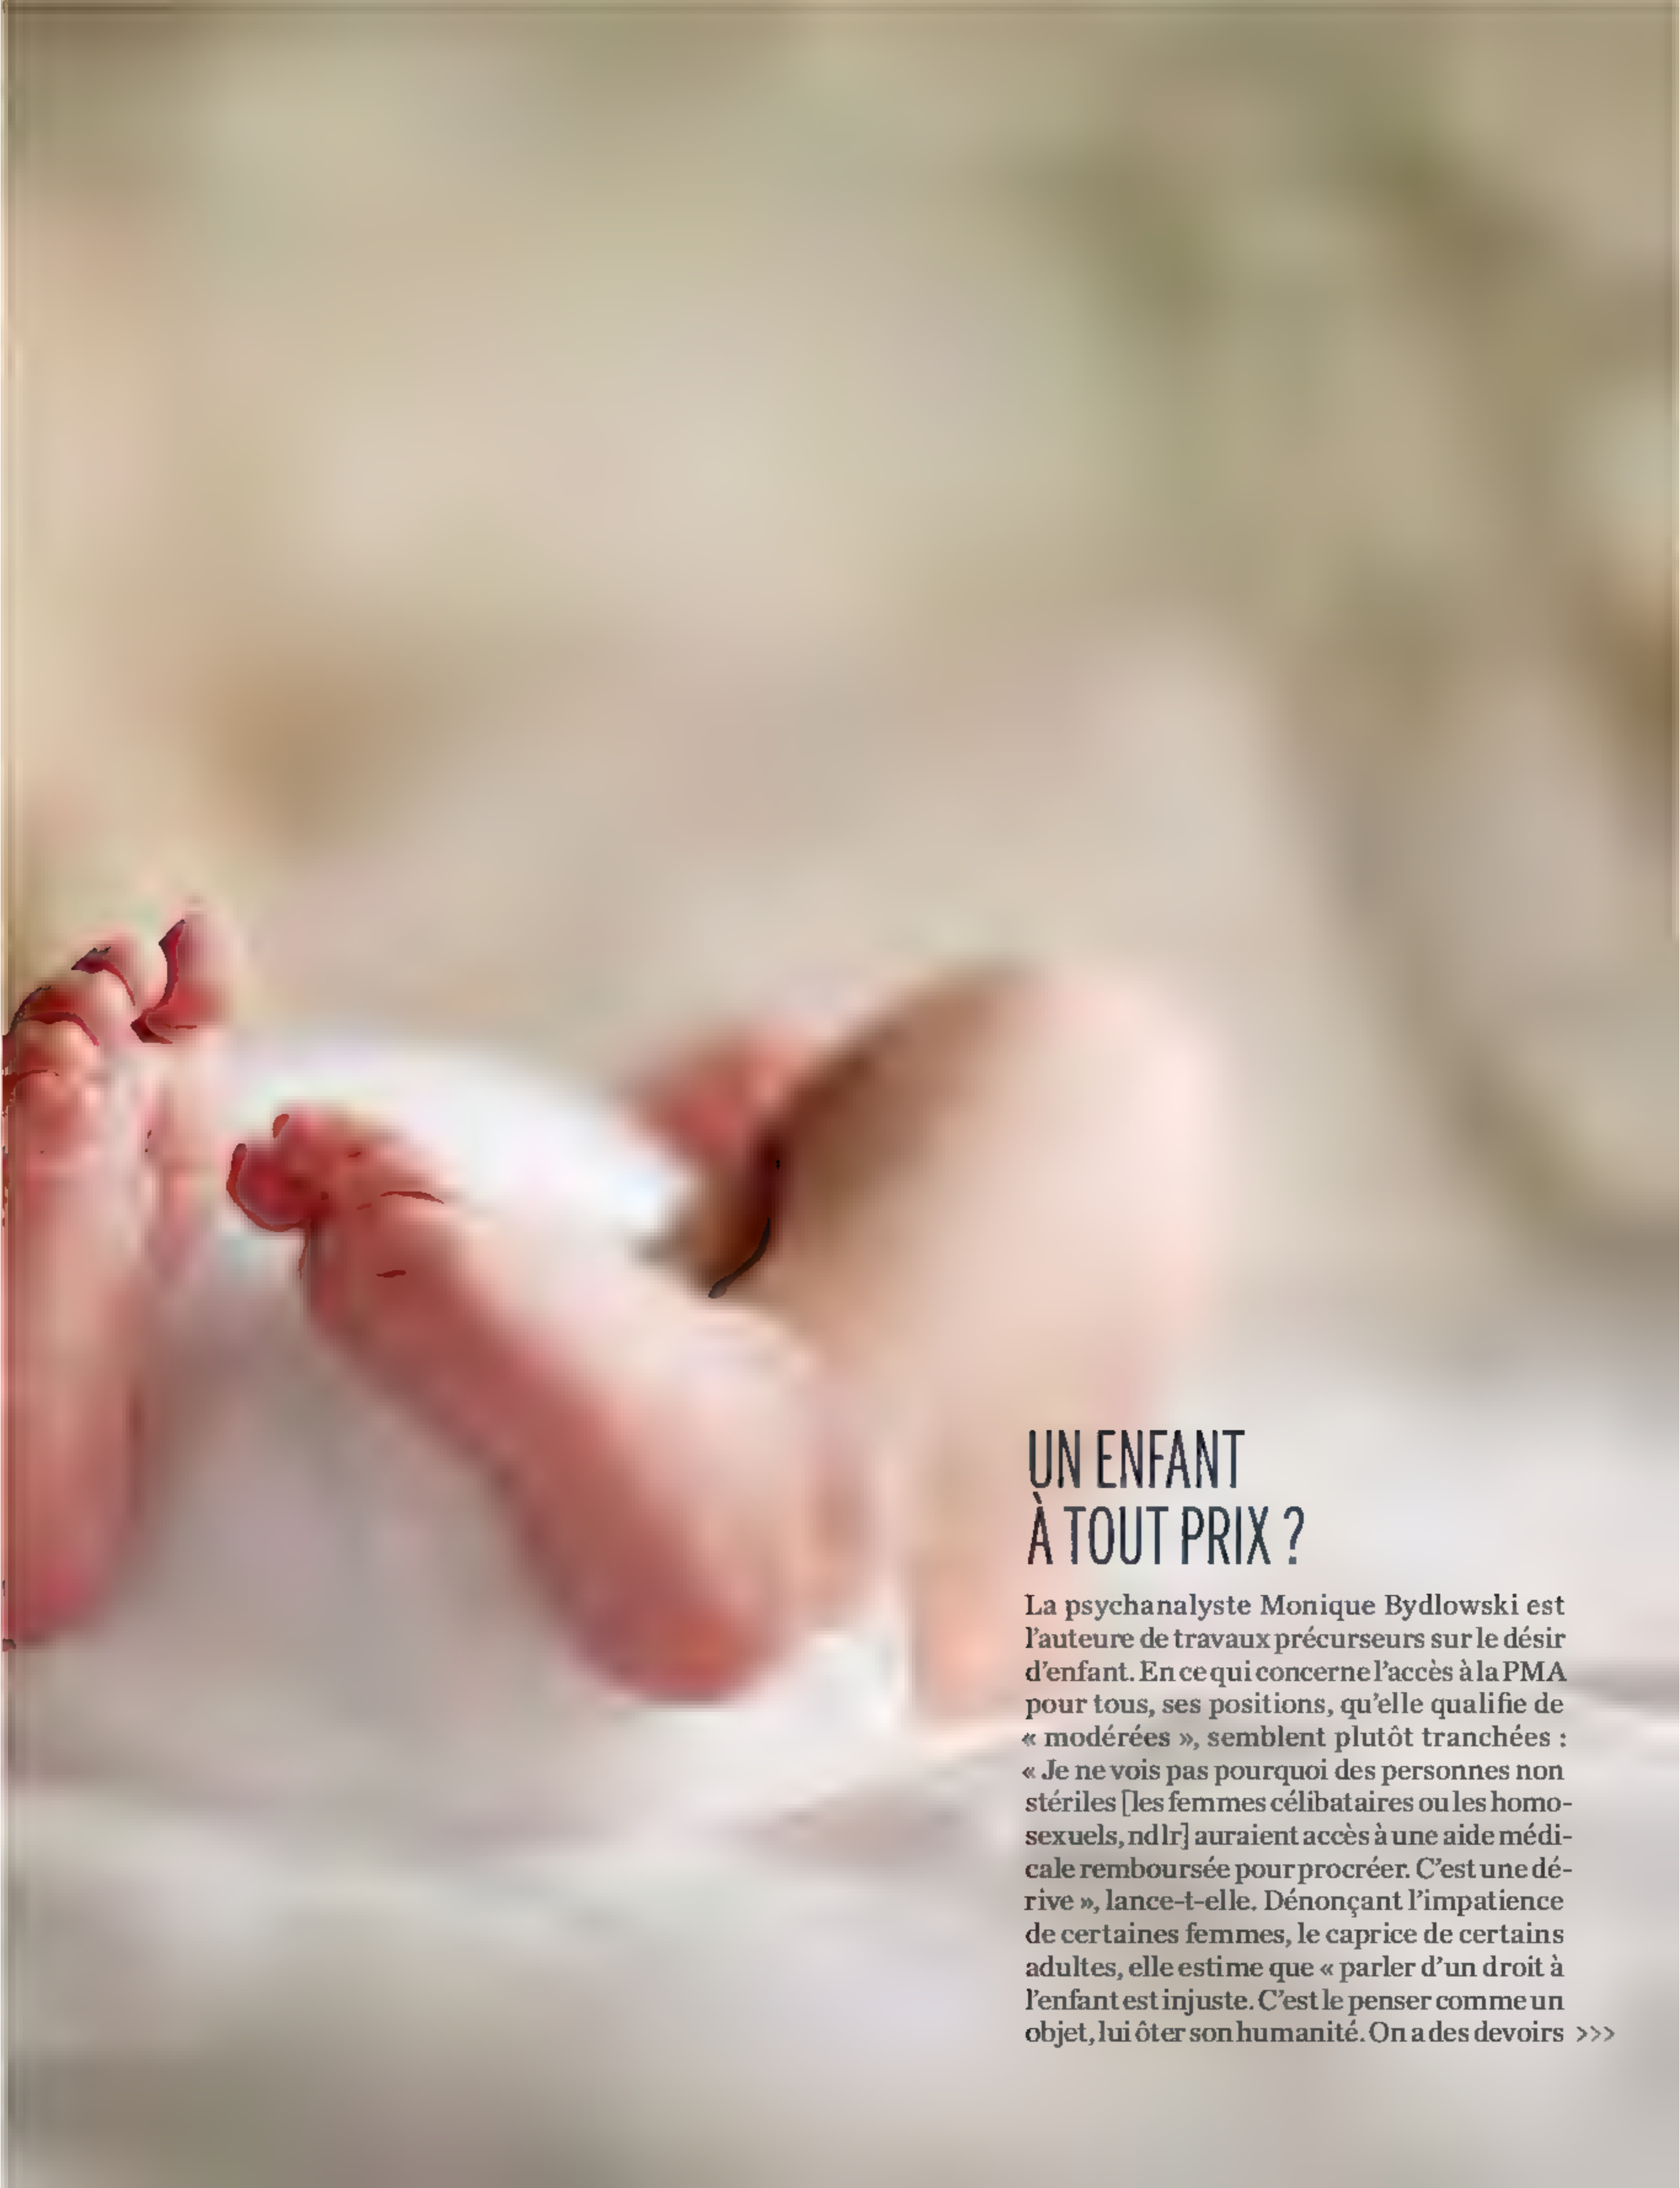 UN ENFANT
À TOUT PRIX ?
La psychanalyste Monique Bydlowski est
l'auteure de travaux précurseurs sur le désir
d'enfant. En ce qui concerne l'accès à la PMA
pour tous, ses positions, qu'elle qualifie de
« modérées », semblent plutôt tranchées :
« Je ne vois pas pourquoi des personnes non
stériles [les femmes célibataires ou les homo-
sexuels, ndlr] auraient accès à une aide médi-
cale remboursée pour procréer. C'est une dé-
rive », lance-t-elle. Dénonçant l'impatience
de certaines femmes, le caprice de certains
adultes, elle estime que « parler d'un droit à
l'enfant est injuste. C'est le penser comme un
objet, lui ôter son humanité. On a des devoirs >>>